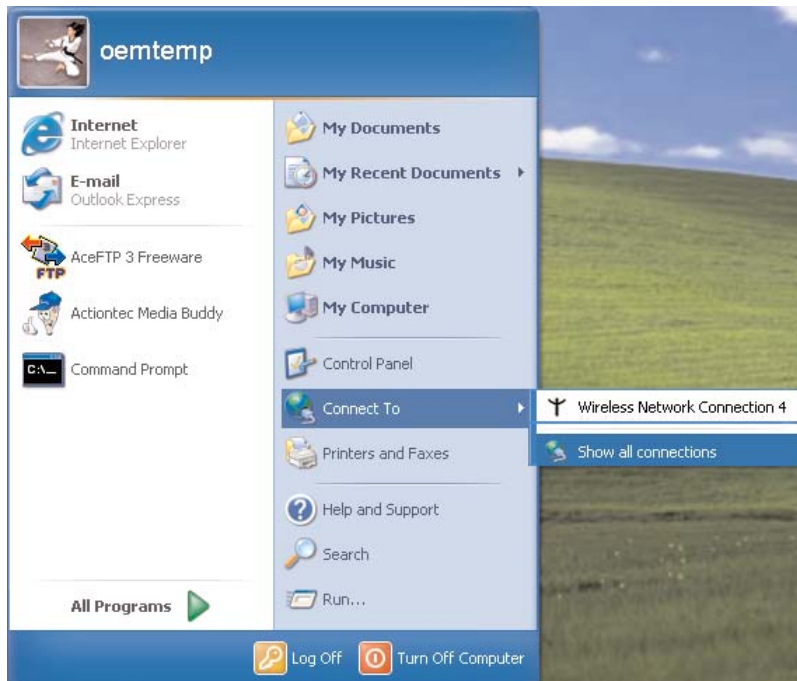 oemtemp
Internet
Internet Explorer
E-mail
Outlook Express
AceFTP 3 Freeware
FTP
Actiontec Media Buddy
C:\_
Command Prompt
All Programs
My Documents
My Recent Documents
My Pictures
My Music
My Computer
Control Panel
Connect To
Printers and Faxes
Help and Support
Search
Run...
Wireless Network Connection 4
Show all connections
Log Off
Turn Off Computer